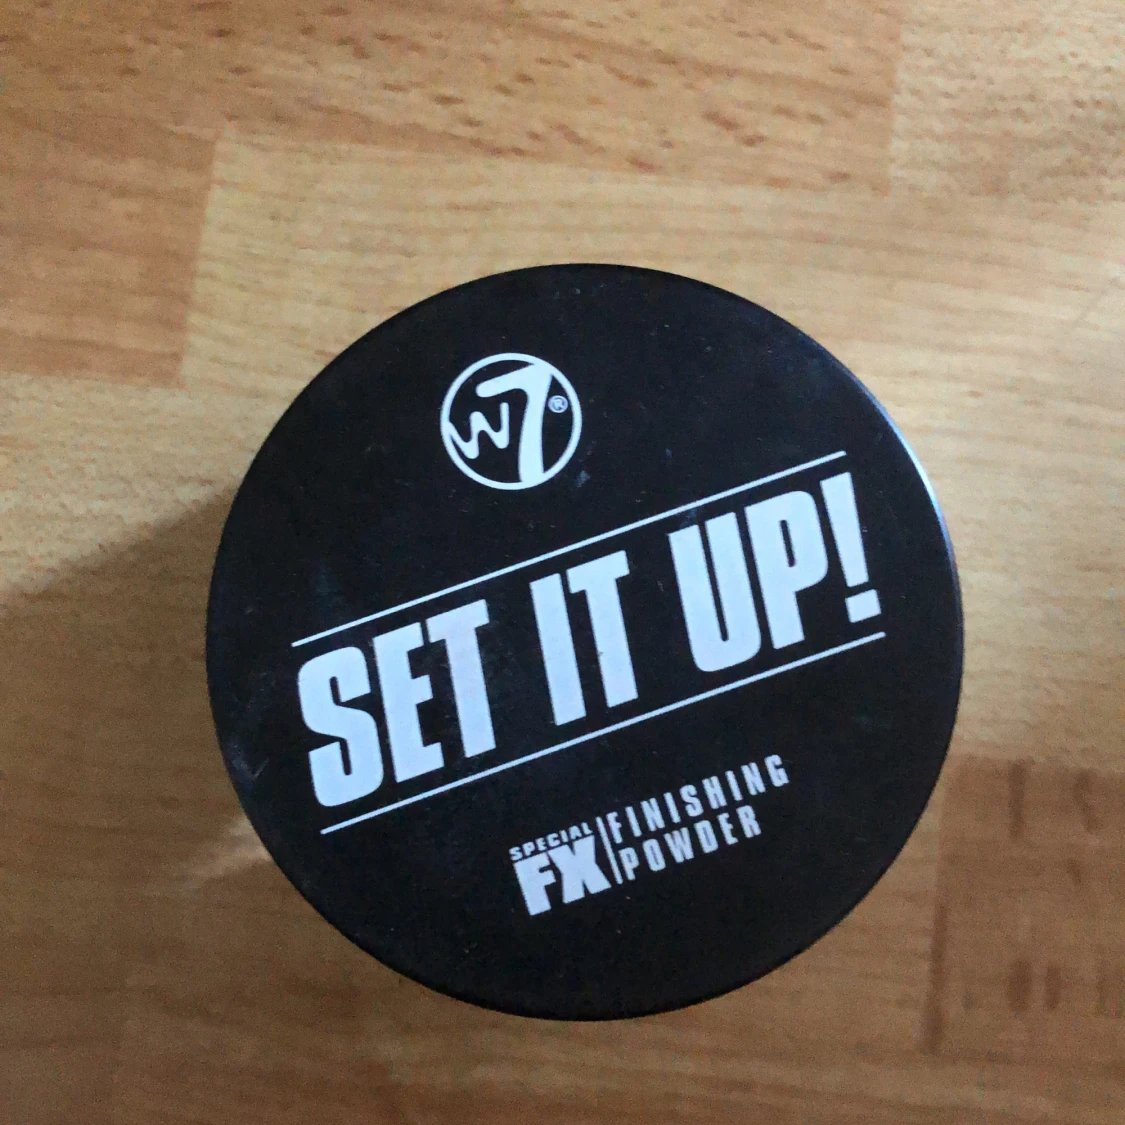 W7®
SET IT UP!
SPECIAL
FX
FINISHING
POWDER